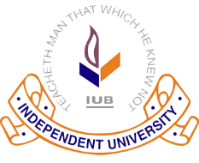 TEACHETH MAN THAT WHICH HE KNEW NOT
IUB
INDEPENDENT UNIVERSITY